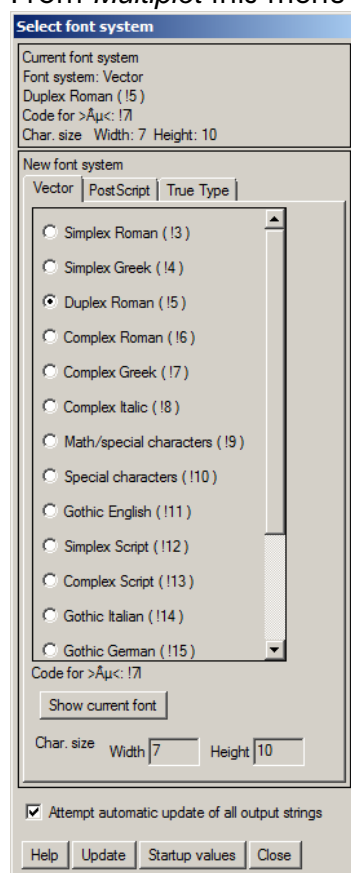 From Multiplot this menu
Select font system
Current font system
Font system: Vector
Duplex Roman ( !5 )
Code for >Åµ<: !7l
Char. size Width: 7 Height: 10
New font system
Vector PostScript True Type
Simplex Roman ( !3 )
Simplex Greek ( !4 )
Duplex Roman ( !5 )
Complex Roman ( !6 )
Complex Greek ( !7 )
Complex Italic ( !8 )
Math/special characters ( !9 )
Special characters ( !10 )
Gothic English ( !11 )
Simplex Script ( !12 )
Complex Script ( !13 )
Gothic Italian ( !14 )
Gothic German ( !15 )
Code for >Åµ<: !7l
Show current font
Char. size Width 7 Height 10
Attempt automatic update of all output strings
Help Update Startup values Close